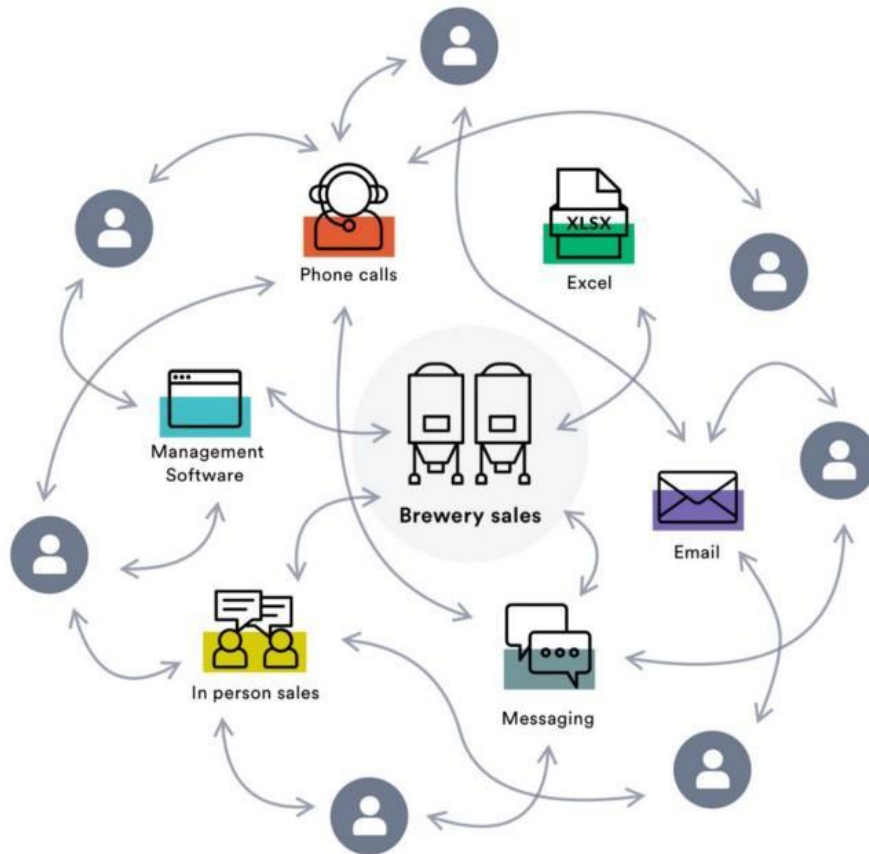 XLSX
Phone calls
Excel
Management
Software
Brewery sales
Email
In person sales
Messaging